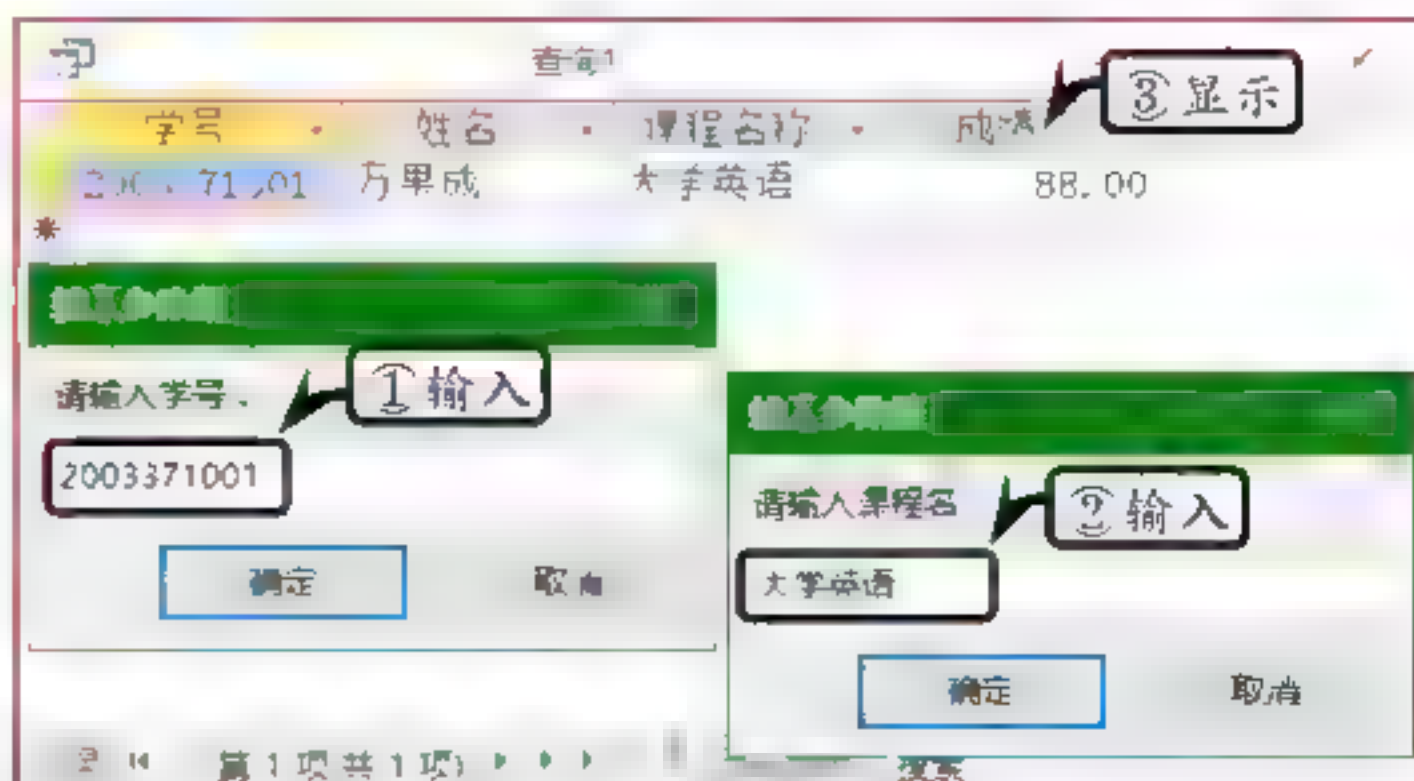 查询1
③显示
学号 姓名 课程名称 成绩
万里成 大学英语 88.00
请输入学号
①输入
2003371001
确定 取消
请输入课程名
②输入
大学英语
确定 取消
第1项(共1项)
搜索